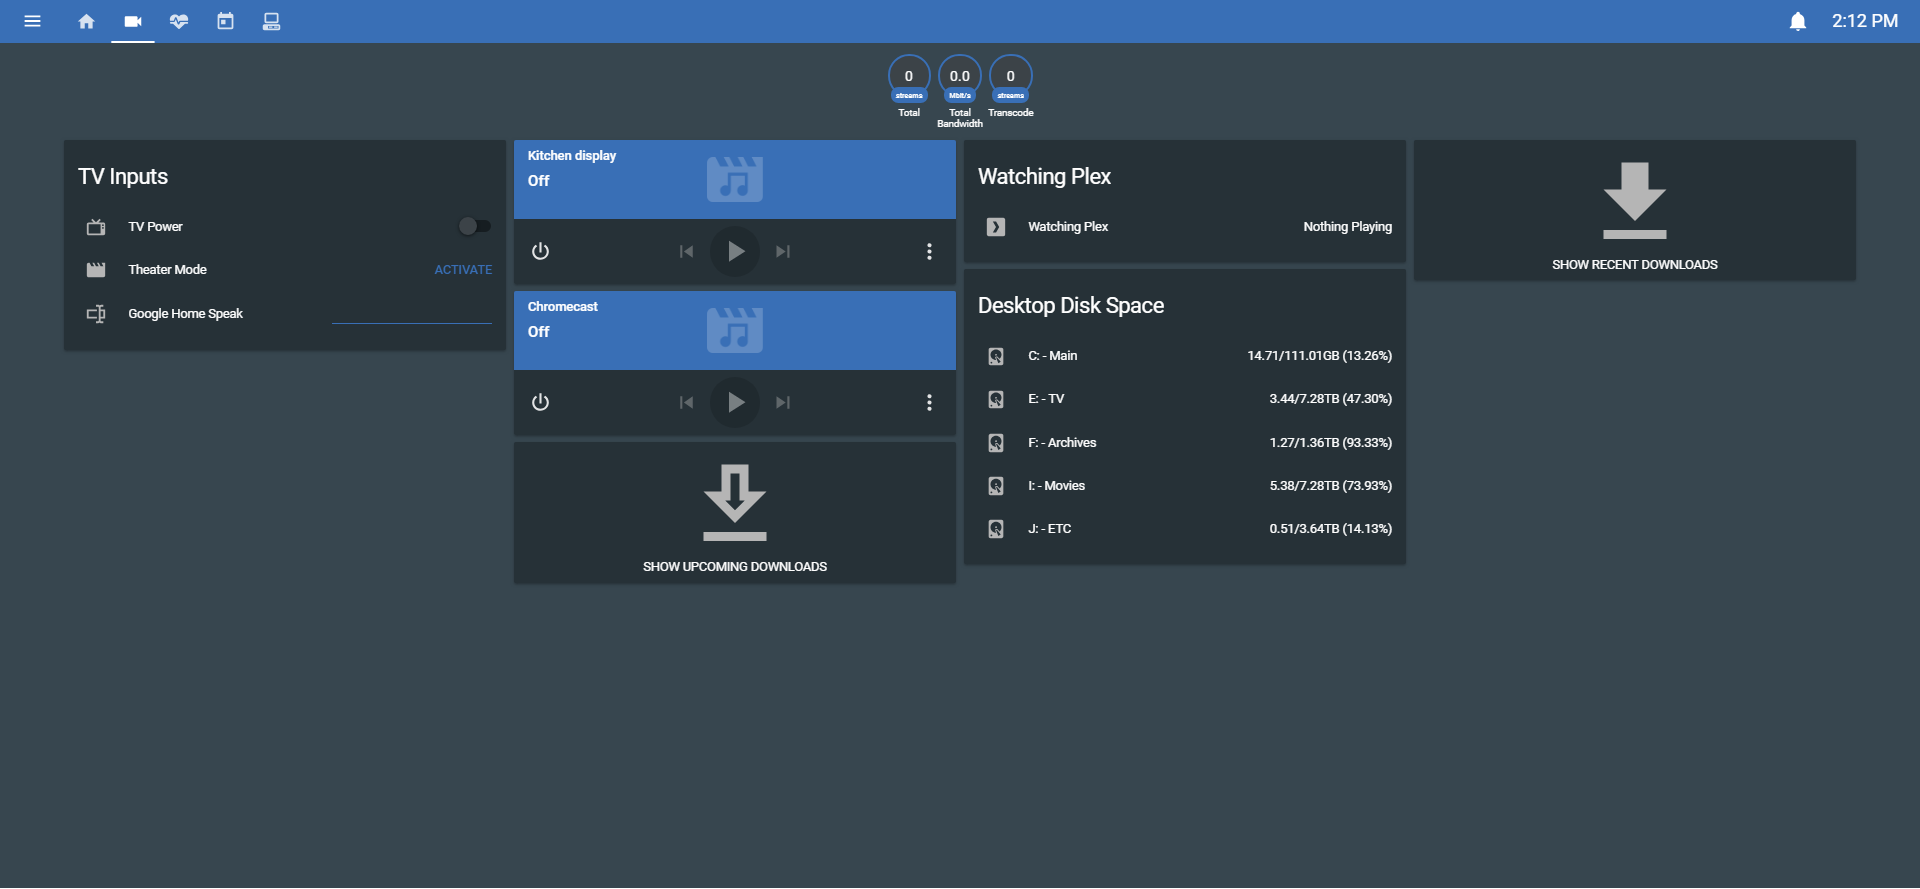 2:12 PM
0
streams
Total
0.0
Mbit/s
Total
Bandwidth
0
streams
Transcode
TV Inputs
TV Power
Theater Mode
ACTIVATE
Google Home Speak
Kitchen display
Off
Chromecast
Off
SHOW UPCOMING DOWNLOADS
Watching Plex
Watching Plex
Nothing Playing
Desktop Disk Space
C: - Main
14.71/111.01GB (13.26%)
E: - TV
3.44/7.28TB (47.30%)
F: - Archives
1.27/1.36TB (93.33%)
I: - Movies
5.38/7.28TB (73.93%)
J: - ETC
0.51/3.64TB (14.13%)
SHOW RECENT DOWNLOADS